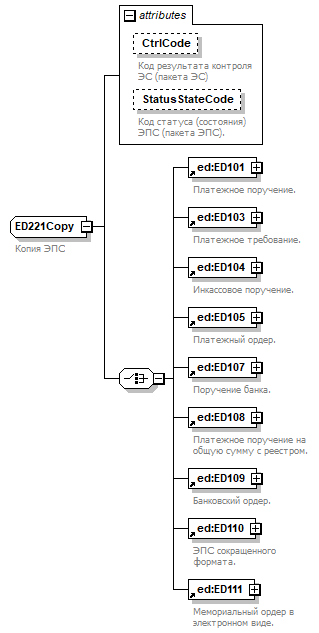 attributes
CtrlCode
Код результата контроля
ЭС (пакета ЭС)
StatusStateCode
Код статуса (состояния)
ЭПС (пакета ЭПС).
ED221Copy
Копия ЭПС
ed:ED101
Платежное поручение.
ed:ED103
Платежное требование.
ed:ED104
Инкассовое поручение.
ed:ED105
Платежный ордер.
ed:ED107
Поручение банка.
ed:ED108
Платежное поручение на
общую сумму с реестром.
ed:ED109
Банковский ордер.
ed:ED110
ЭПС сокращенного
формата.
ed:ED111
Мемориальный ордер в
электронном виде.